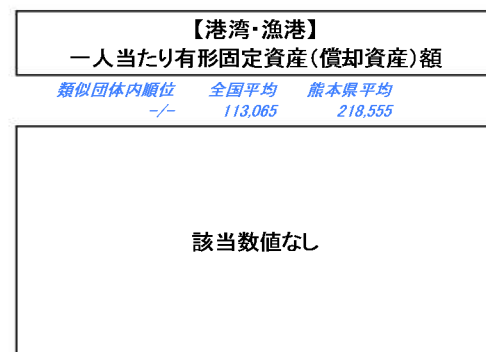 【港湾・漁港】
一人当たり有形固定資産(償却資産)額
類似団体内順位 全国平均 熊本県平均
-/- 113,065 218,555
該当数値なし